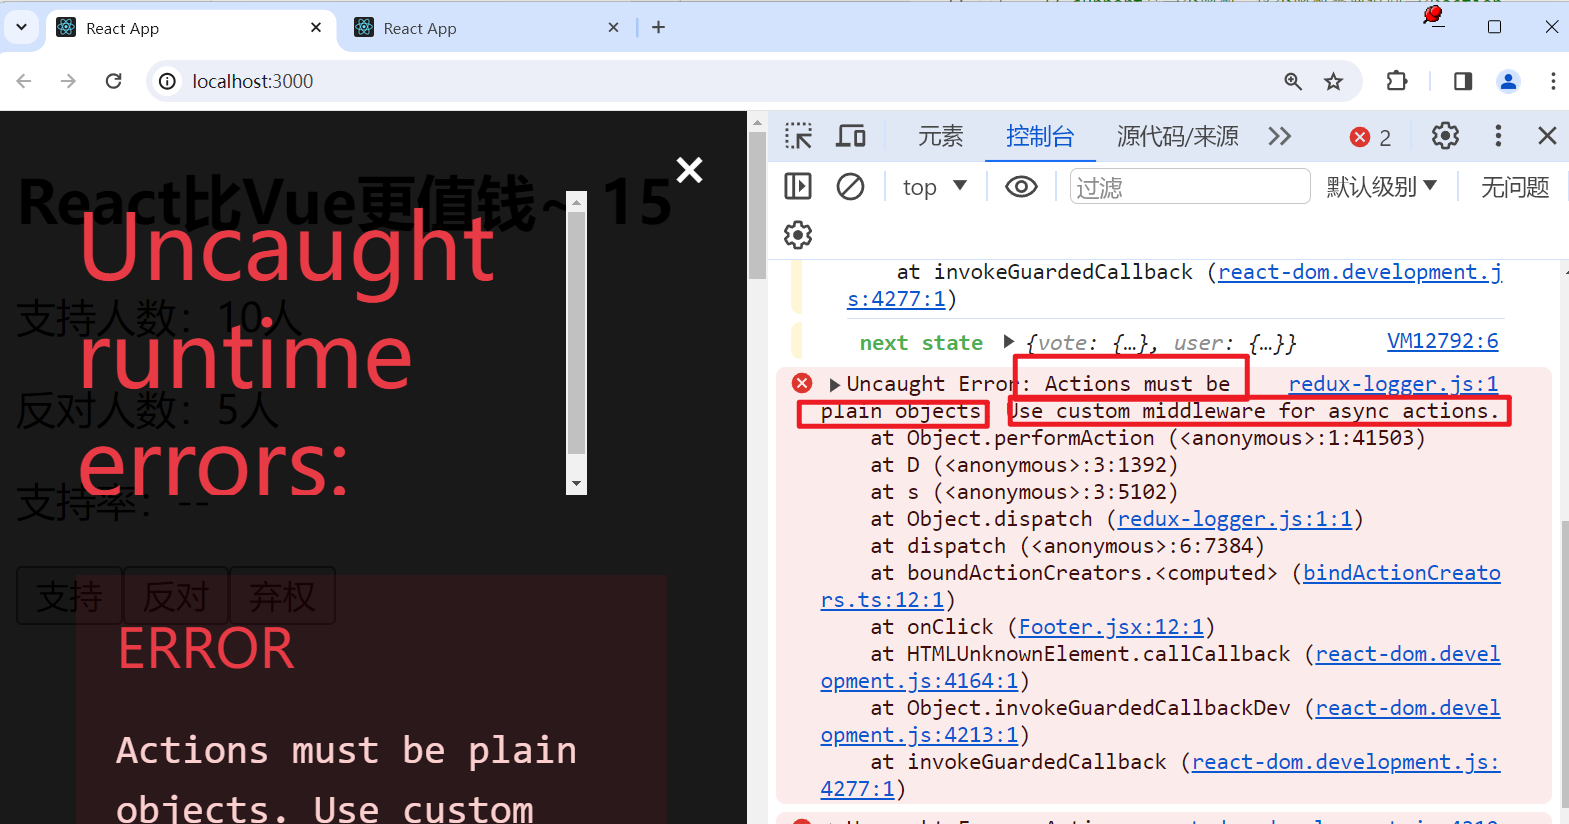 React App
React App
localhost:3000
React比Vue更值钱~ 15
支持人数：10人
反对人数：5人
支持率：--
支持 反对 弃权
Uncaught
runtime
errors:
ERROR
Actions must be plain
objects. Use custom
元素 控制台 源代码/来源 2
top 过滤 默认级别 无问题
at invokeGuardedCallback (react-dom.development.j
s:4277:1)
next state {vote: {…}, user: {…}} VM12792:6
Uncaught Error: Actions must be redux-logger.js:1
plain objects Use custom middleware for async actions.
at Object.performAction (<anonymous>:1:41503)
at D (<anonymous>:3:1392)
at s (<anonymous>:3:5102)
at Object.dispatch (redux-logger.js:1:1)
at dispatch (<anonymous>:6:7384)
at boundActionCreators.<computed> (bindActionCreato
rs.ts:12:1)
at onClick (Footer.jsx:12:1)
at HTMLUnknownElement.callCallback (react-dom.devel
opment.js:4164:1)
at Object.invokeGuardedCallbackDev (react-dom.devel
opment.js:4213:1)
at invokeGuardedCallback (react-dom.development.js:
4277:1)